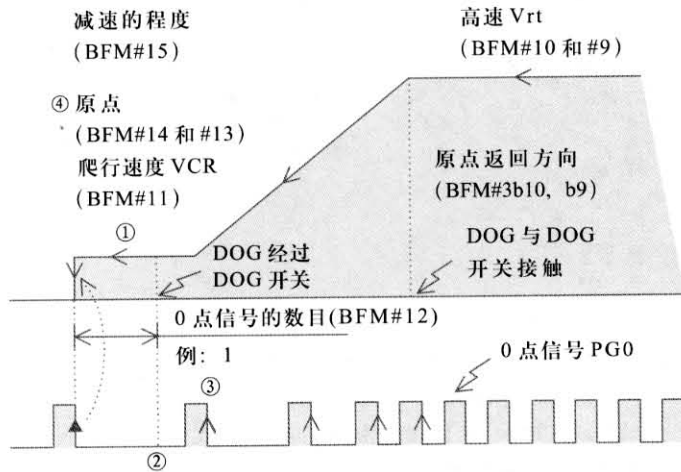 减速的程度
(BFM#15)
高速 Vrt
(BFM#10 和 #9)
④ 原点
(BFM#14 和 #13)
爬行速度 VCR
(BFM#11)
原点返回方向
(BFM#3b10, b9)
①
DOG 经过
DOG 开关
DOG 与 DOG
开关接触
0 点信号的数目(BFM#12)
例: 1
0 点信号 PG0
③
②